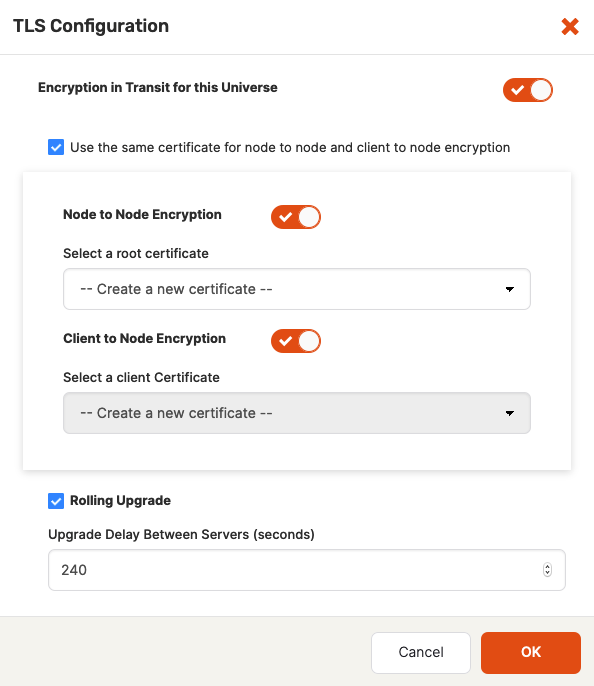 TLS Configuration
Encryption in Transit for this Universe
Use the same certificate for node to node and client to node encryption
Node to Node Encryption
Select a root certificate
-- Create a new certificate --
Client to Node Encryption
Select a client Certificate
-- Create a new certificate --
Rolling Upgrade
Upgrade Delay Between Servers (seconds)
240
Cancel
OK